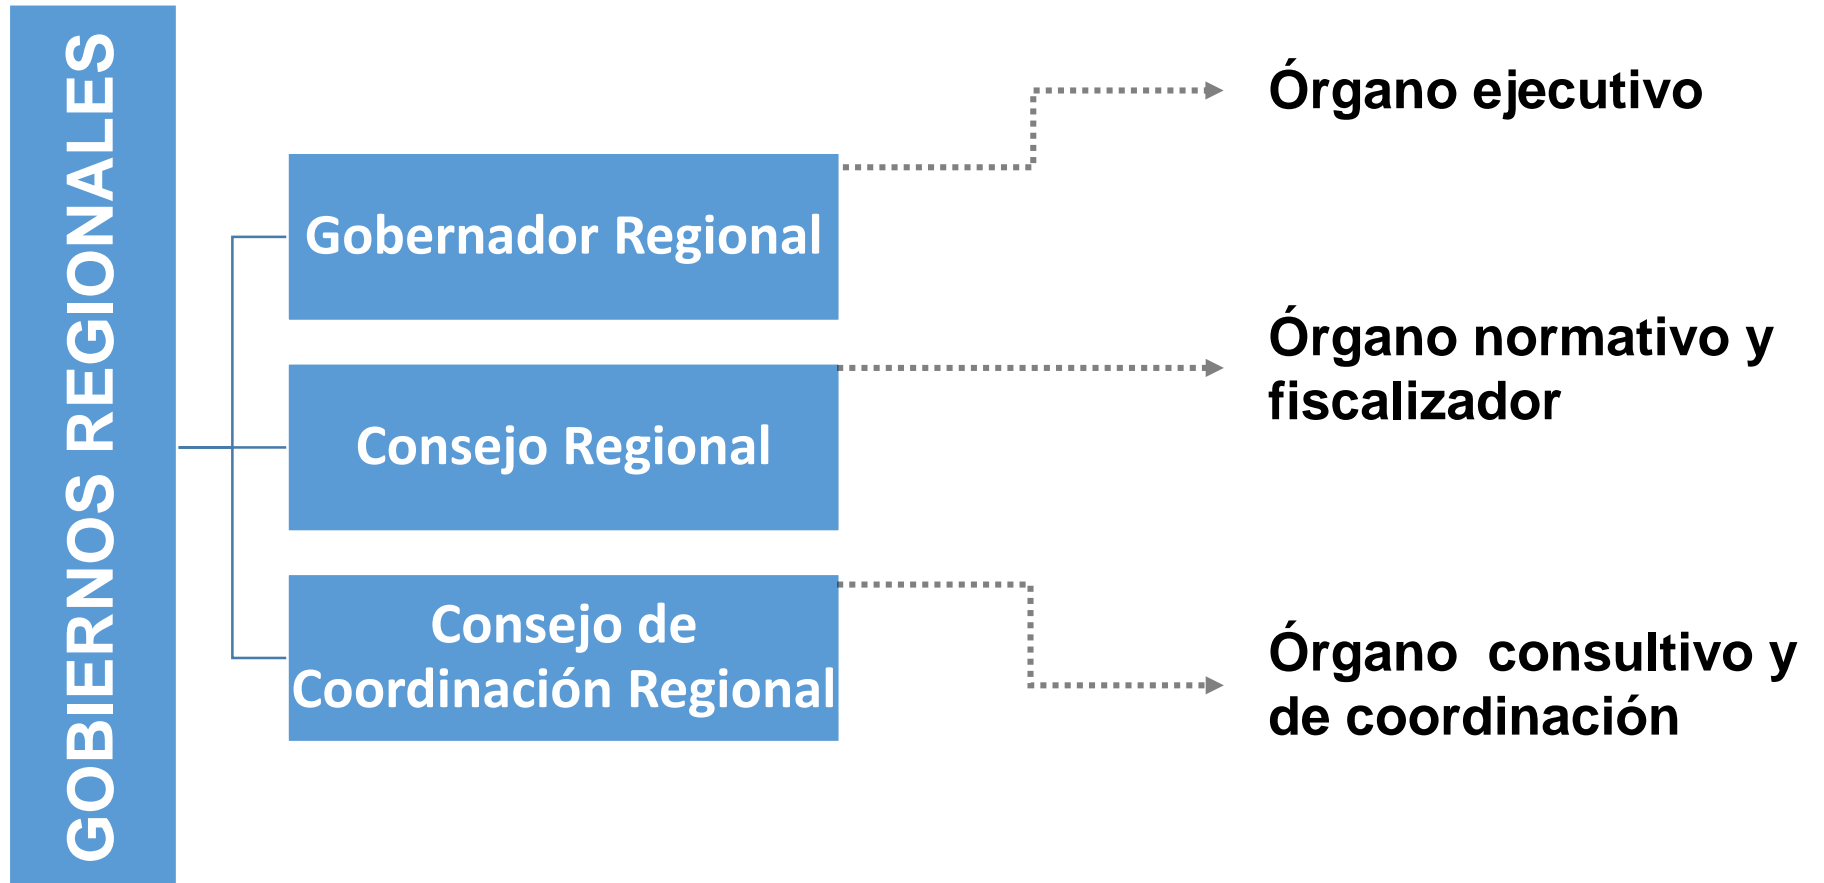 GOBIERNOS REGIONALES
Gobernador Regional
Órgano ejecutivo
Consejo Regional
Órgano normativo y
fiscalizador
Consejo de
Coordinación Regional
Órgano  consultivo y
de coordinación